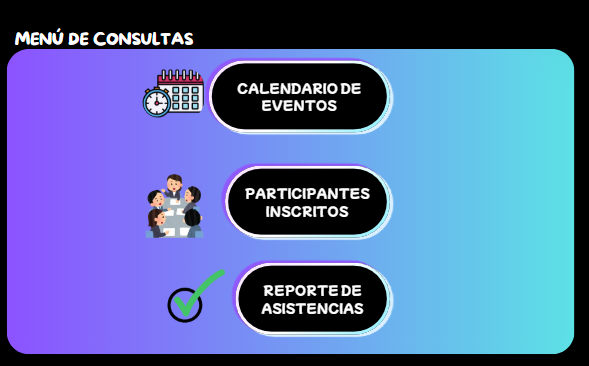 MENÚ DE CONSULTAS
CALENDARIO DE
EVENTOS
PARTICIPANTES
INSCRITOS
REPORTE DE
ASISTENCIAS